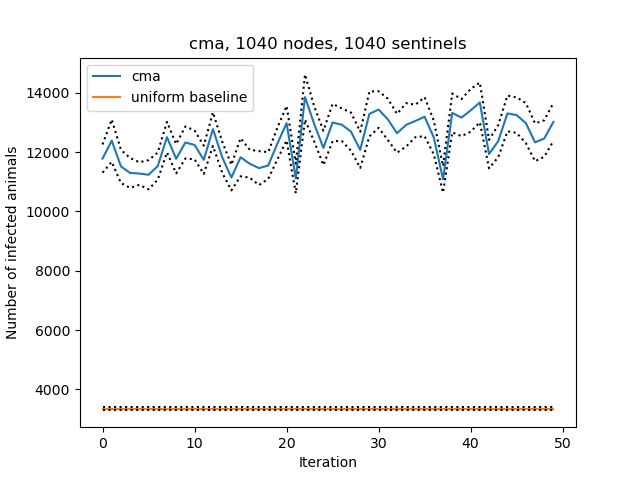 cma, 1040 nodes, 1040 sentinels
cma
uniform baseline
Number of infected animals
14000
12000
10000
8000
6000
4000
0 10 20 30 40 50
Iteration